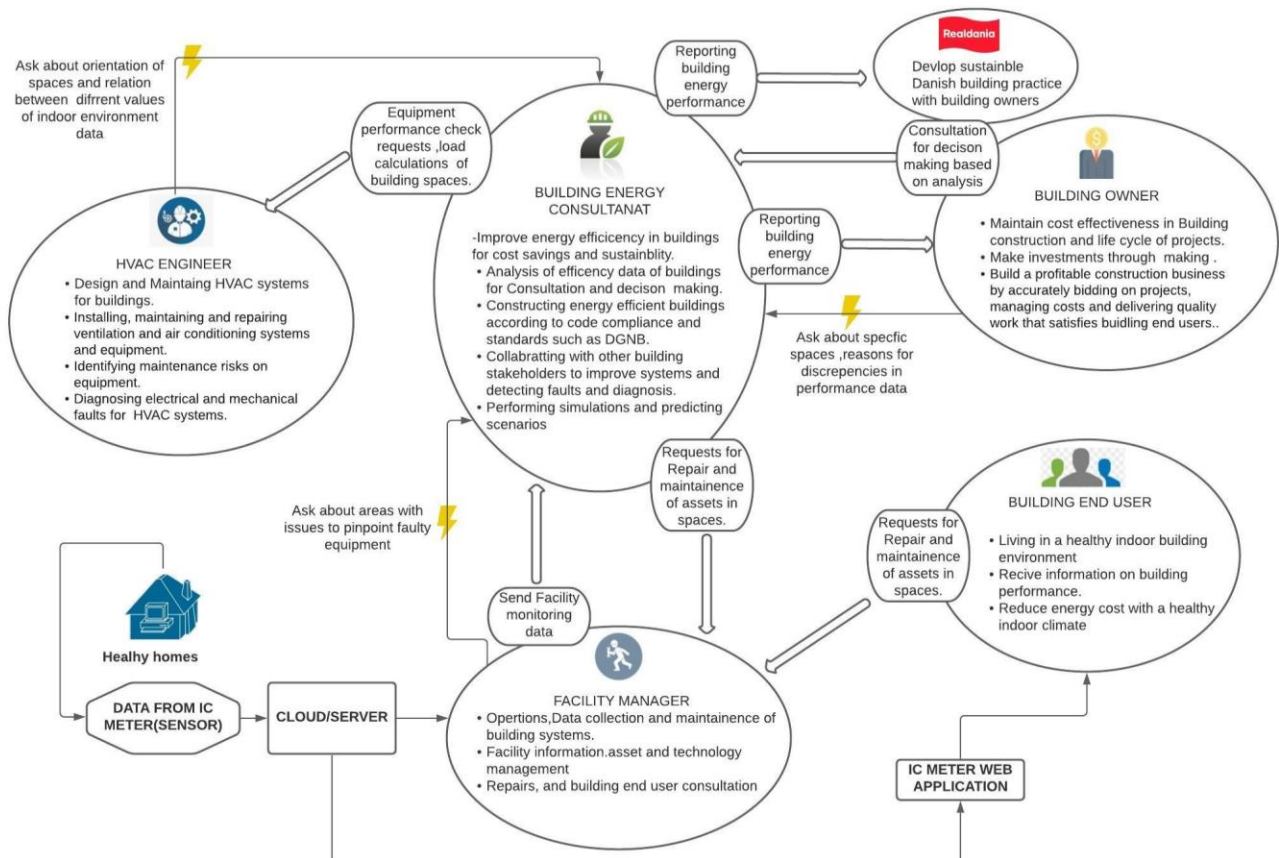 Ask about orientation of
spaces and relation
between difrrent values
of indoor environment
data
Equipment
performance check
requests ,load
calculations of
building spaces.
Reporting
building
energy
performance
Realdania
Devlop sustainble
Danish building practice
with building owners
Consultation
for decison
making based
on analysis
BUILDING ENERGY
CONSULTANAT
-Improve energy efficicency in buildings
for cost savings and sustainblity.
• Analysis of efficency data of buildings
for Consultation and decison making.
• Constructing energy efficient buildings
according to code compliance and
standards such as DGNB.
• Collabratting with other building
stakeholders to improve systems and
detecting faults and diagnosis.
• Performing simulations and predicting
scenarios
BUILDING OWNER
• Maintain cost effectiveness in Building
construction and life cycle of projects.
• Make investments through making .
• Build a profitable construction business
by accurately bidding on projects,
managing costs and delivering quality
work that satisfies buidling end users..
Reporting
building
energy
performance
HVAC ENGINEER
• Design and Maintaing HVAC systems
for buildings.
• Installing, maintaining and repairing
ventilation and air conditioning systems
and equipment.
• Identifying maintenance risks on
equipment.
• Diagnosing electrical and mechanical
faults for HVAC systems.
Ask about specfic
spaces ,reasons for
discrepencies in
performance data
Requests for
Repair and
maintainence
of assets in
spaces.
Ask about areas with
issues to pinpoint faulty
equipment
BUILDING END USER
• Living in a healthy indoor building
environment
• Recive information on building
performance.
• Reduce energy cost with a healthy
indoor climate
Requests for
Repair and
maintainence
of assets in
spaces.
Send Facility
monitoring
data
Healhy homes
DATA FROM IC
METER(SENSOR)
CLOUD/SERVER
FACILITY MANAGER
• Opertions,Data collection and maintainence of
building systems.
• Facility information.asset and technology
management
• Repairs, and building end user consultation
IC METER WEB
APPLICATION